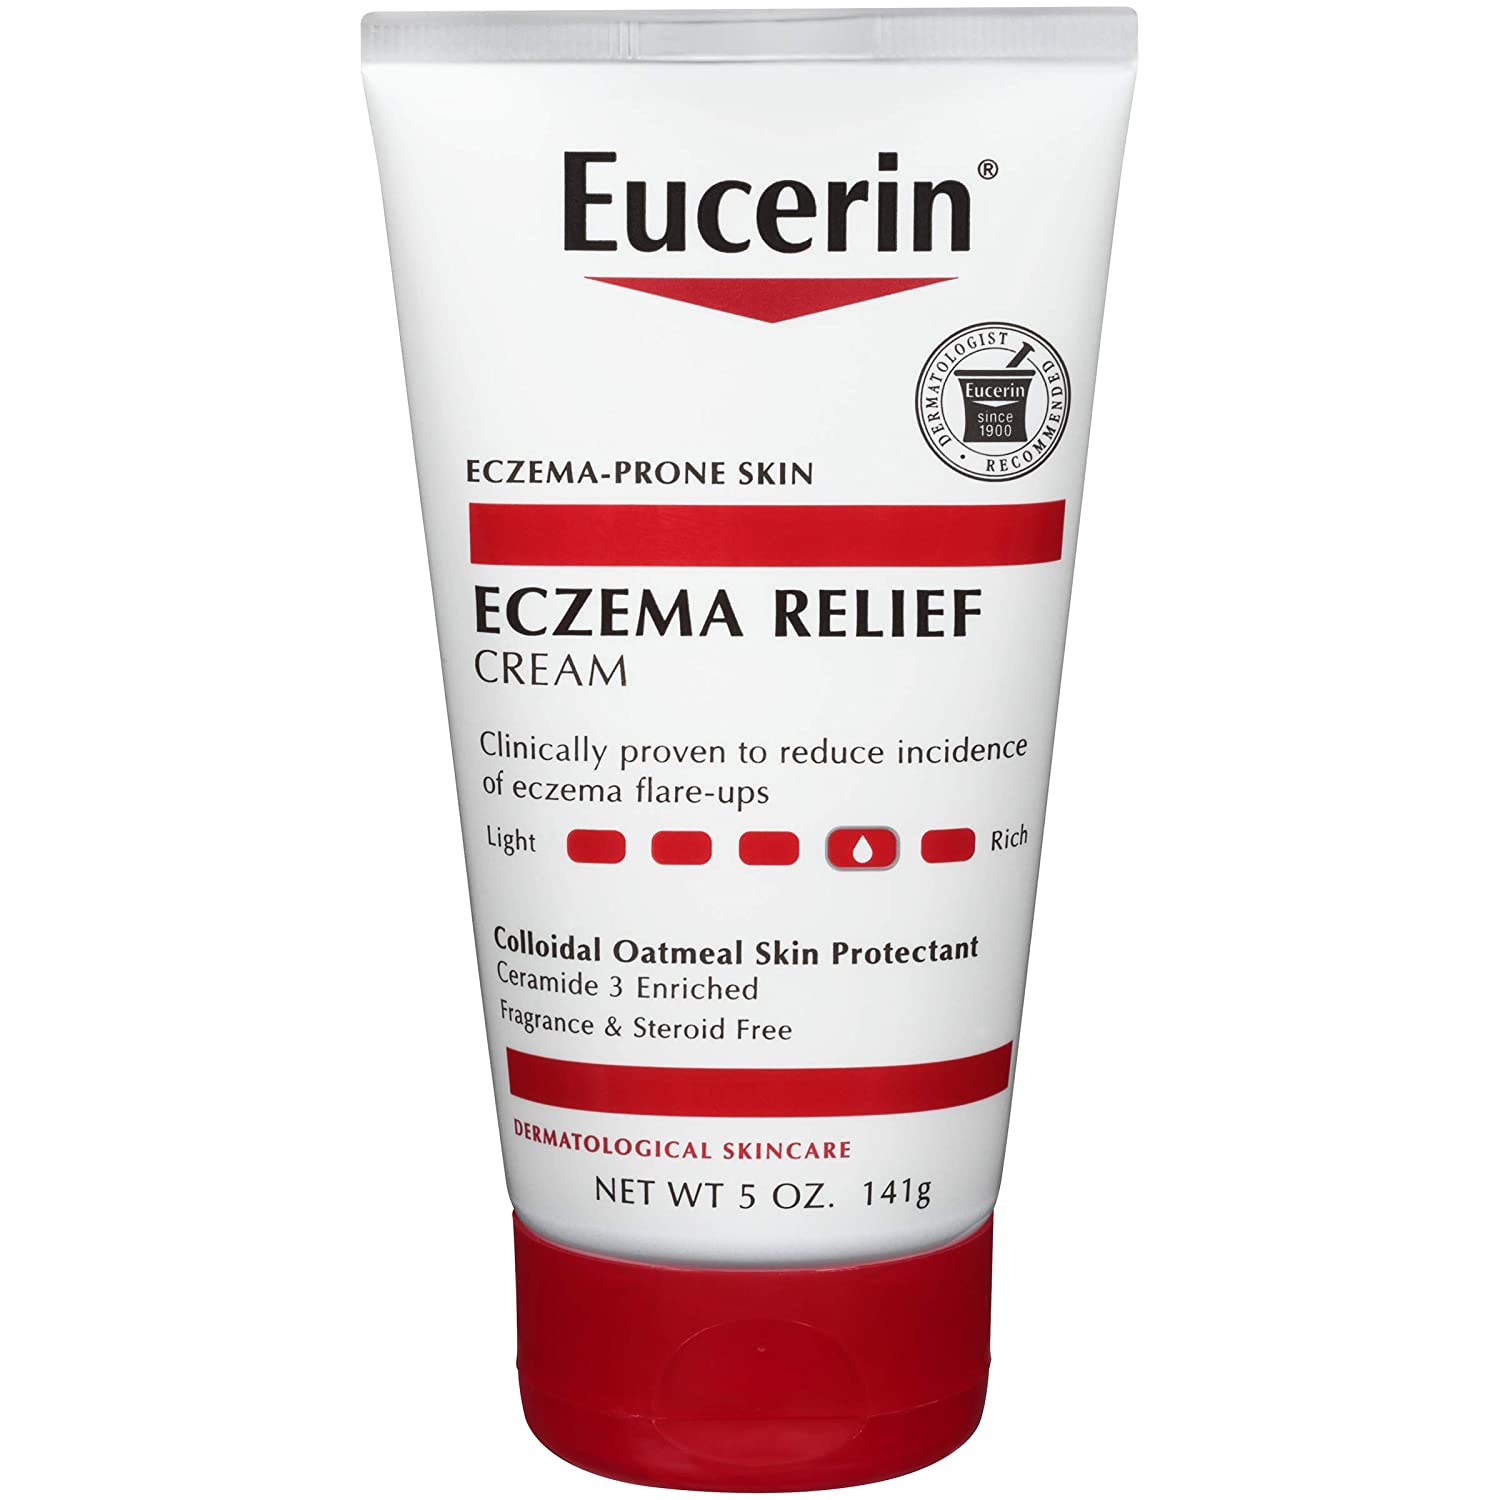 Eucerin®
DERMATOLOGIST RECOMMENDED •
Eucerin
since
1900
ECZEMA-PRONE SKIN
ECZEMA RELIEF
CREAM
Clinically proven to reduce incidence
of eczema flare-ups
Light Rich
Colloidal Oatmeal Skin Protectant
Ceramide 3 Enriched
Fragrance & Steroid Free
DERMATOLOGICAL SKINCARE
NET WT 5 OZ. 141g